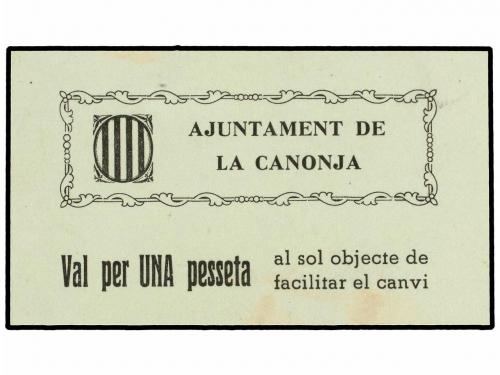 AJUNTAMENT DE
LA CANONJA
Val per UNA pesseta
al sol objecte de
facilitar el canvi